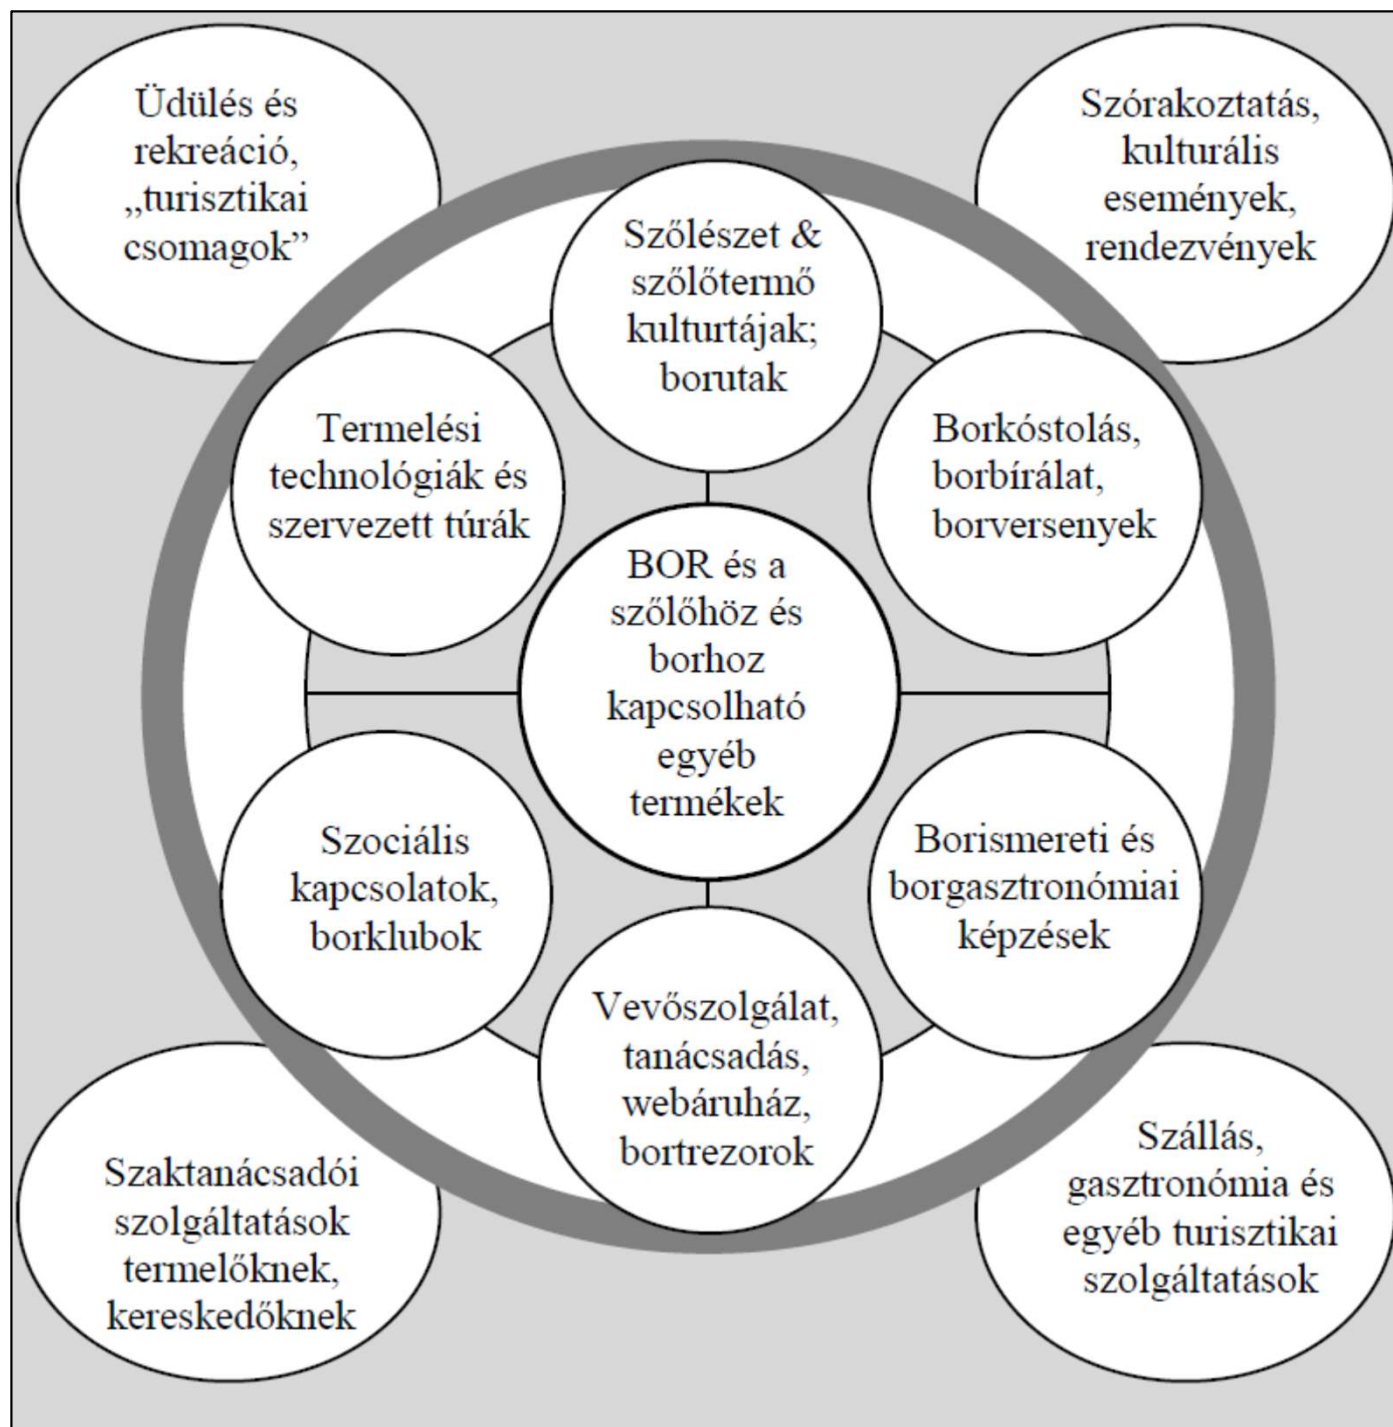 Üdülés és
rekreáció,
„turisztikai
csomagok”
Szórakoztatás,
kulturális
események,
rendezvények
Szőlészet &
szőlőtermő
kulturtájak;
borutak
Termelési
technológiák és
szervezett túrák
Borkóstolás,
borbírálat,
borversenyek
BOR és a
szőlőhöz és
borhoz
kapcsolható
egyéb
termékek
Szociális
kapcsolatok,
borklubok
Borismereti és
borgasztronómiai
képzések
Vevőszolgálat,
tanácsadás,
webáruház,
bortrezorok
Szaktanácsadói
szolgáltatások
termelőknek,
kereskedőknek
Szállás,
gasztronómia és
egyéb turisztikai
szolgáltatások